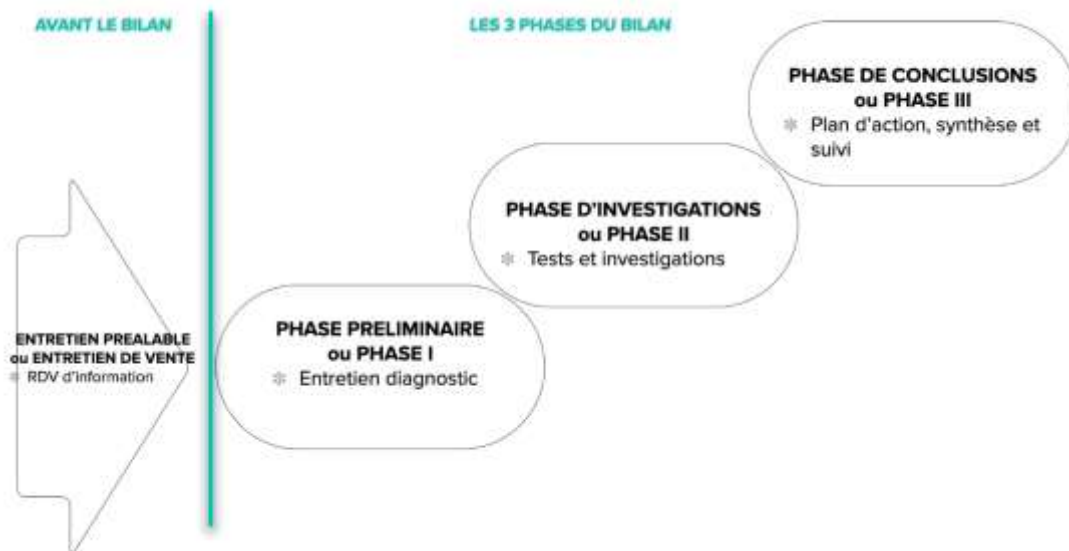 AVANT LE BILAN
LES 3 PHASES DU BILAN
ENTRETIEN PREALABLE
ou ENTRETIEN DE VENTE
✻ RDV d'information
PHASE PRELIMINAIRE
ou PHASE I
✻ Entretien diagnostic
PHASE D'INVESTIGATIONS
ou PHASE II
✻ Tests et investigations
PHASE DE CONCLUSIONS
ou PHASE III
✻ Plan d'action, synthèse et
suivi